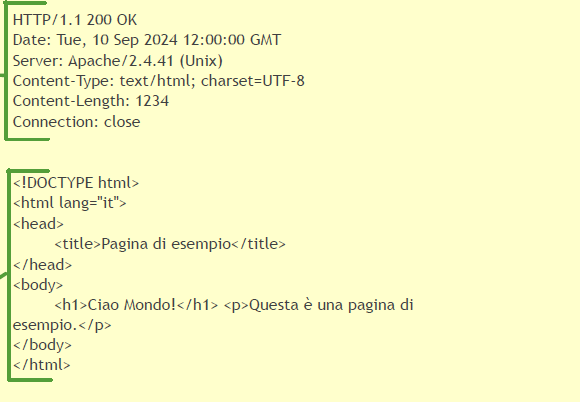 HTTP/1.1 200 OK
Date: Tue, 10 Sep 2024 12:00:00 GMT
Server: Apache/2.4.41 (Unix)
Content-Type: text/html; charset=UTF-8
Content-Length: 1234
Connection: close
<!DOCTYPE html>
<html lang="it">
<head>
<title>Pagina di esempio</title>
</head>
<body>
<h1>Ciao Mondo!</h1> <p>Questa è una pagina di
esempio.</p>
</body>
</html>